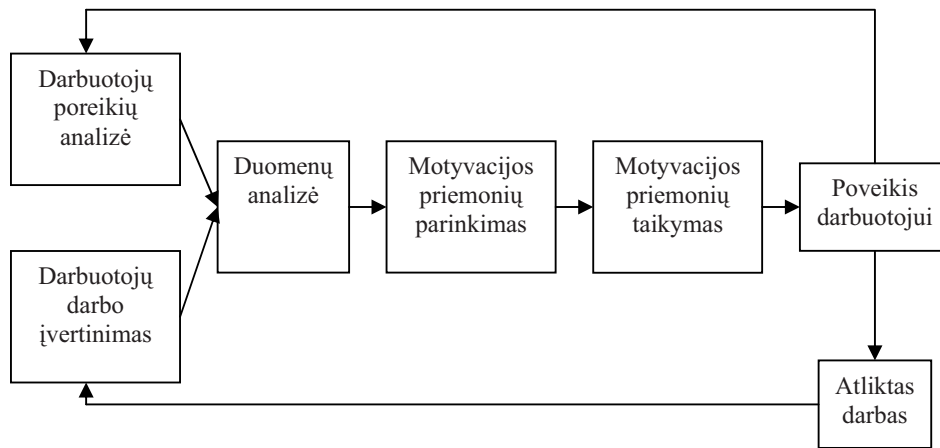 Darbuotojų
poreikių
analizė
Darbuotojų
darbo
įvertinimas
Duomenų
analizė
Motyvacijos
priemonių
parinkimas
Motyvacijos
priemonių
taikymas
Poveikis
darbuotojui
Atliktas
darbas